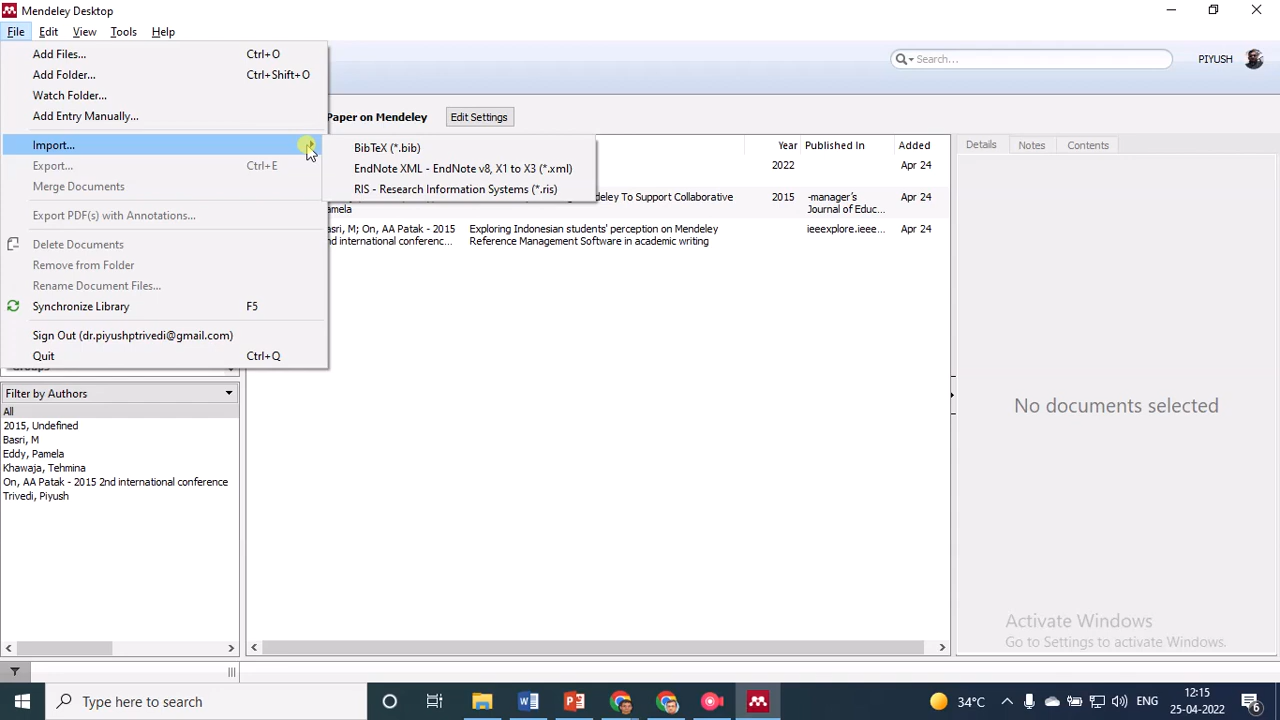 Mendeley Desktop
File Edit View Tools Help
Add Files... Ctrl+O
Add Folder... Ctrl+Shift+O
Watch Folder...
Add Entry Manually...
Import...
Export... Ctrl+E
Merge Documents
Export PDF(s) with Annotations...
Delete Documents
Remove from Folder
Rename Document Files...
Synchronize Library F5
Sign Out (dr.piyushptrivedi@gmail.com)
Quit Ctrl+Q
BibTeX (*.bib)
EndNote XML - EndNote v8, X1 to X3 (*.xml)
RIS - Research Information Systems (*.ris)
Search...
PIYUSH
Paper on Mendeley Edit Settings
Year Published In Added
2022 Apr 24
Pamela
deley To Support Collaborative
2015 -manager's Apr 24
Journal of Educ...
asri, M; On, AA Patak - 2015 Exploring Indonesian students' perception on Mendeley ieeexplore.ieee... Apr 24
nd international conferenc... Reference Management Software in academic writing
Details Notes Contents
No documents selected
Groups
Filter by Authors
All
2015, Undefined
Basri, M
Eddy, Pamela
Khawaja, Tehmina
On, AA Patak - 2015 2nd international conference
Trivedi, Piyush
Activate Windows
Go to Settings to activate Windows.
Type here to search
34°C
ENG
12:15
25-04-2022
6